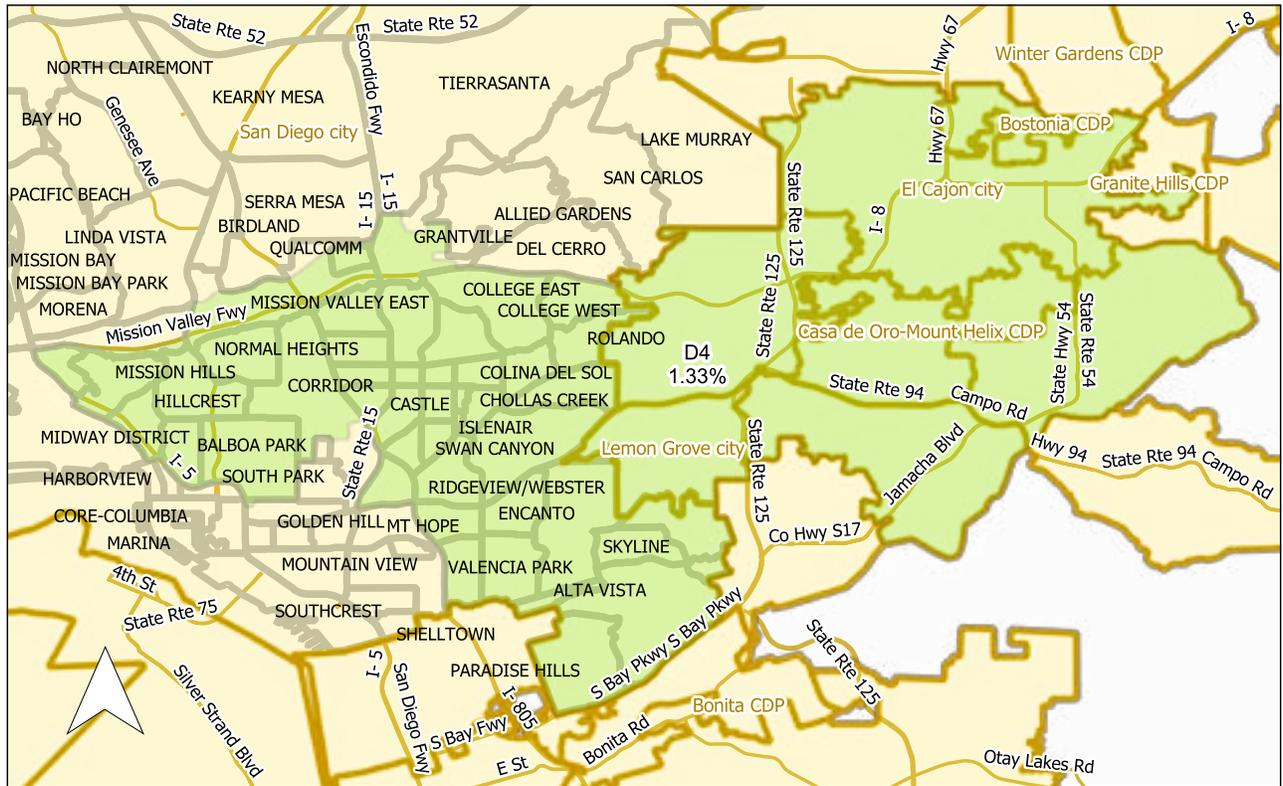 State Rte 52
State Rte 52
Escondido Fwy
Hwy 67
I- 8
Winter Gardens CDP
NORTH CLAIREMONT
TIERRASANTA
KEARNY MESA
Genesee Ave
BAY HO
San Diego city
Hwy 67
Bostonia CDP
LAKE MURRAY
SAN CARLOS
State Rte 125
El Cajon city
Granite Hills CDP
PACIFIC BEACH
I- 15
I- 15
SERRA MESA
BIRDLAND
ALLIED GARDENS
I- 8
LINDA VISTA
QUALCOMM
GRANTVILLE
DEL CERRO
MISSION BAY
MISSION BAY PARK
MORENA
Mission Valley Fwy
MISSION VALLEY EAST
COLLEGE EAST
COLLEGE WEST
State Rte 125
State Hwy 54
State Rte 54
ROLANDO
Casa de Oro-Mount Helix CDP
NORMAL HEIGHTS
D4
1.33%
MISSION HILLS
CORRIDOR
COLINA DEL SOL
State Rte 94
Campo Rd
HILLCREST
CASTLE
CHOLLAS CREEK
State Rte 15
ISLENAIR
MIDWAY DISTRICT
BALBOA PARK
SWAN CANYON
Lemon Grove city
State Rte 125
Jamacha Blvd
Hwy 94
State Rte 94
Campo Rd
I- 5
HARBORVIEW
SOUTH PARK
RIDGEVIEW/WEBSTER
CORE-COLUMBIA
GOLDEN HILL
MT HOPE
ENCANTO
Co Hwy S17
MARINA
SKYLINE
MOUNTAIN VIEW
VALENCIA PARK
4th St
ALTA VISTA
State Rte 75
SOUTHCREST
S Bay Pkwy
S Bay Pkwy
SHELLTOWN
State Rte 125
I- 5
San Diego Fwy
PARADISE HILLS
Silver Strand Blvd
I- 805
Bonita CDP
S Bay Fwy
Bonita Rd
E St
Otay Lakes Rd